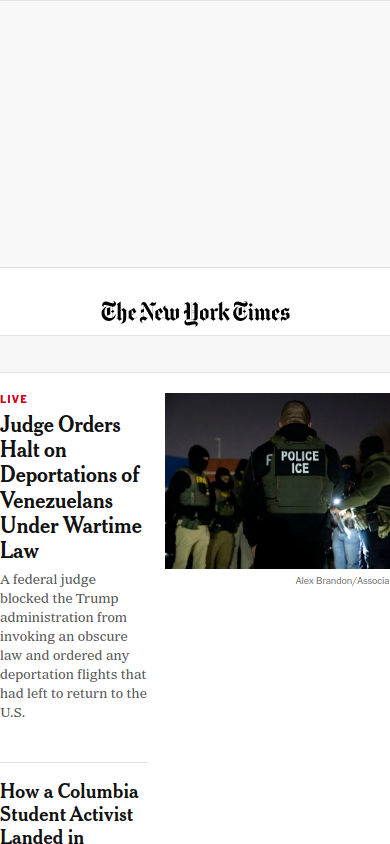 The New York Times
LIVE
Judge Orders
Halt on
Deportations of
Venezuelans
Under Wartime
Law
A federal judge
blocked the Trump
administration from
invoking an obscure
law and ordered any
deportation flights that
had left to return to the
U.S.
POLICE
ICE
Alex Brandon/Associa
How a Columbia
Student Activist
Landed in